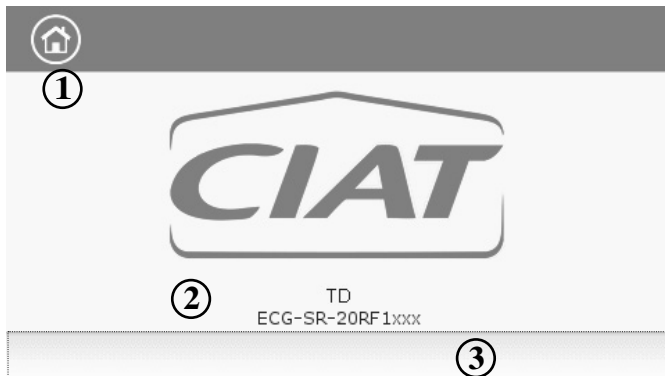 ①
CIAT
② TD
ECG-SR-20RF1xxx
③